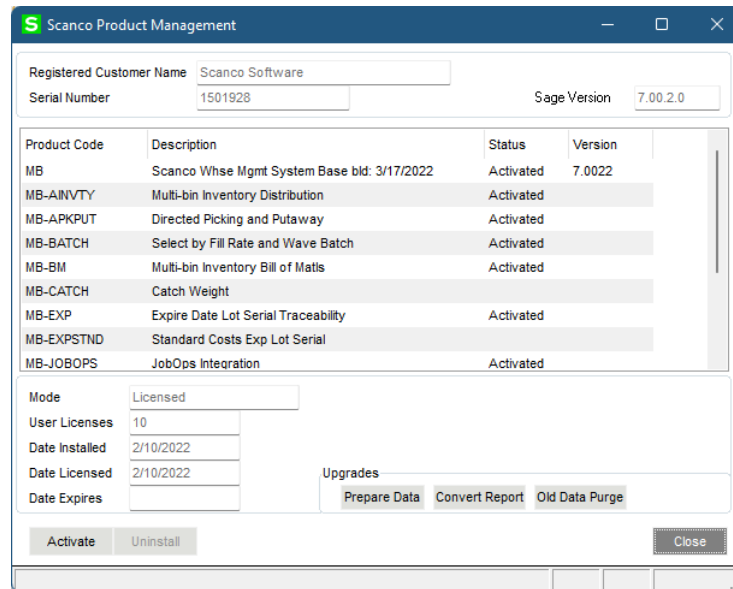 S Scanco Product Management
Registered Customer Name Scanco Software
Serial Number 1501928 Sage Version 7.00.2.0
Product Code Description Status Version
MB Scanco Whse Mgmt System Base bld: 3/17/2022 Activated 7.0022
MB-AINVTY Multi-bin Inventory Distribution Activated
MB-APKPUT Directed Picking and Putaway Activated
MB-BATCH Select by Fill Rate and Wave Batch Activated
MB-BM Multi-bin Inventory Bill of Matls Activated
MB-CATCH Catch Weight
MB-EXP Expire Date Lot Serial Traceability Activated
MB-EXPSTND Standard Costs Exp Lot Serial
MB-JOBOPS JobOps Integration Activated
Mode Licensed
User Licenses 10
Date Installed 2/10/2022
Date Licensed 2/10/2022 Upgrades
Date Expires Prepare Data Convert Report Old Data Purge
Activate Uninstall Close